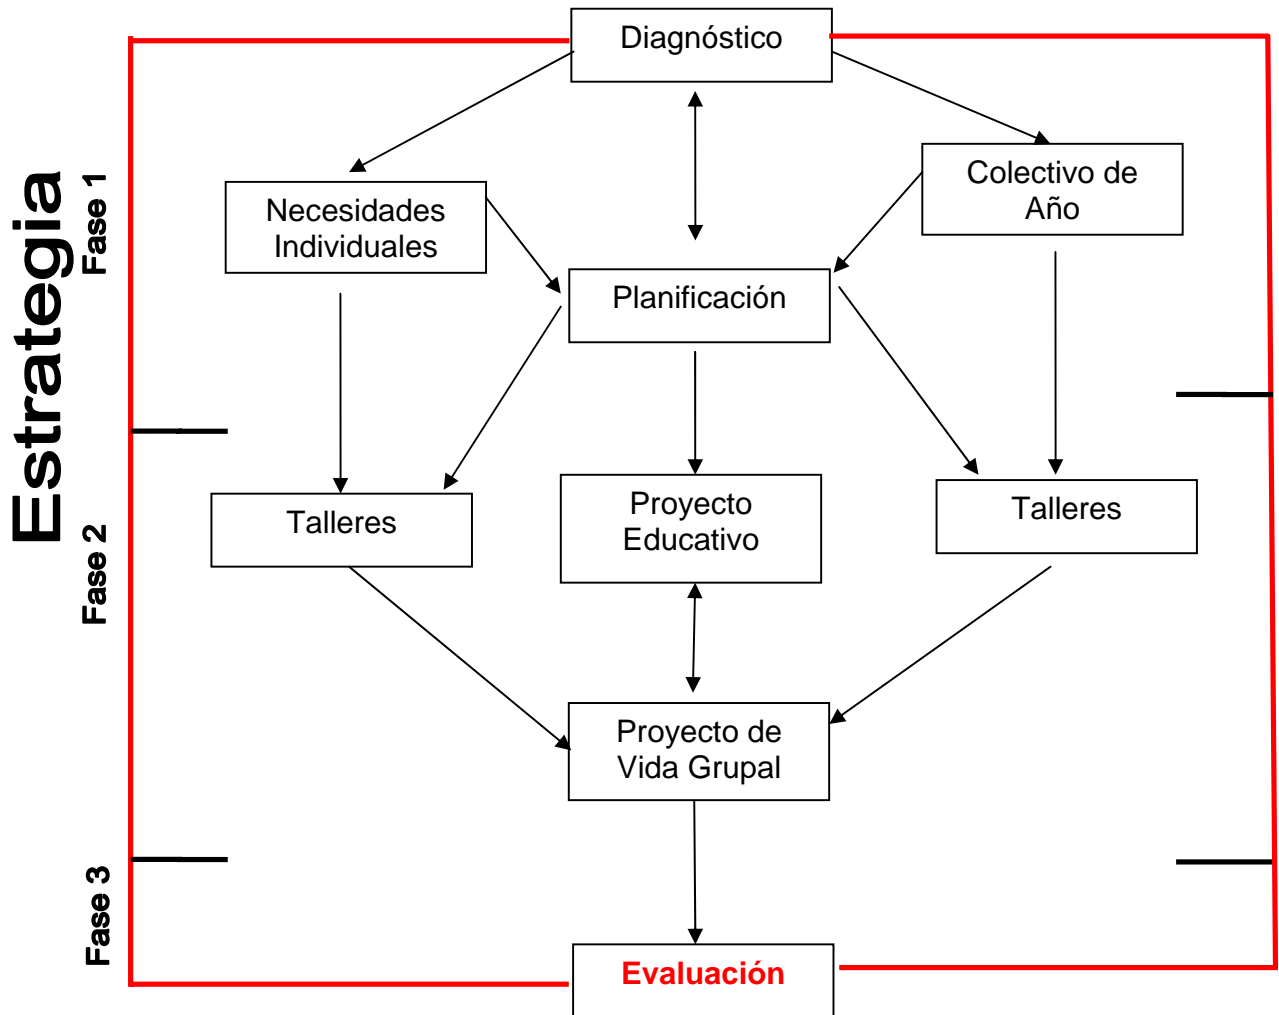 Estrategia
Fase 1
Fase 2
Fase 3
Diagnóstico
Necesidades
Individuales
Colectivo de
Año
Planificación
Talleres
Proyecto
Educativo
Talleres
Proyecto de
Vida Grupal
Evaluación